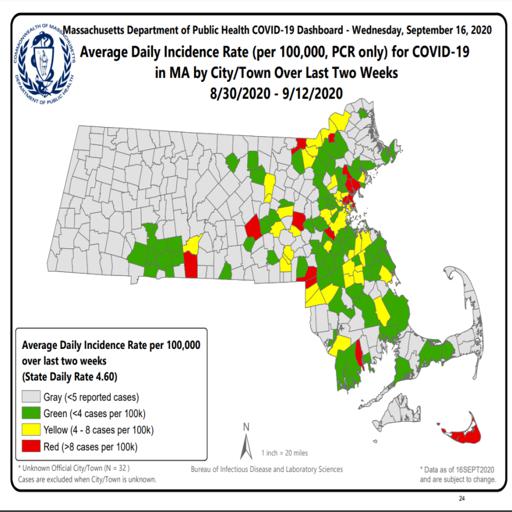 Massachusetts Department of Public Health COVID-19 Dashboard - Wednesday, September 16, 2020
COMMONWEALTH OF MASSACHUSETTS
DEPARTMENT OF PUBLIC HEALTH
Average Daily Incidence Rate (per 100,000, PCR only) for COVID-19
in MA by City/Town Over Last Two Weeks
8/30/2020 - 9/12/2020
Average Daily Incidence Rate per 100,000
over last two weeks
(State Daily Rate 4.60)
Gray (<5 reported cases)
Green (<4 cases per 100k)
Yellow (4 - 8 cases per 100k)
Red (>8 cases per 100k)
N
1 inch = 20 miles
* Unknown Official City/Town (N = 32 )
Cases are excluded when City/Town is unknown.
Bureau of Infectious Disease and Laboratory Sciences
* Data as of 16SEPT2020
and are subject to change.
24